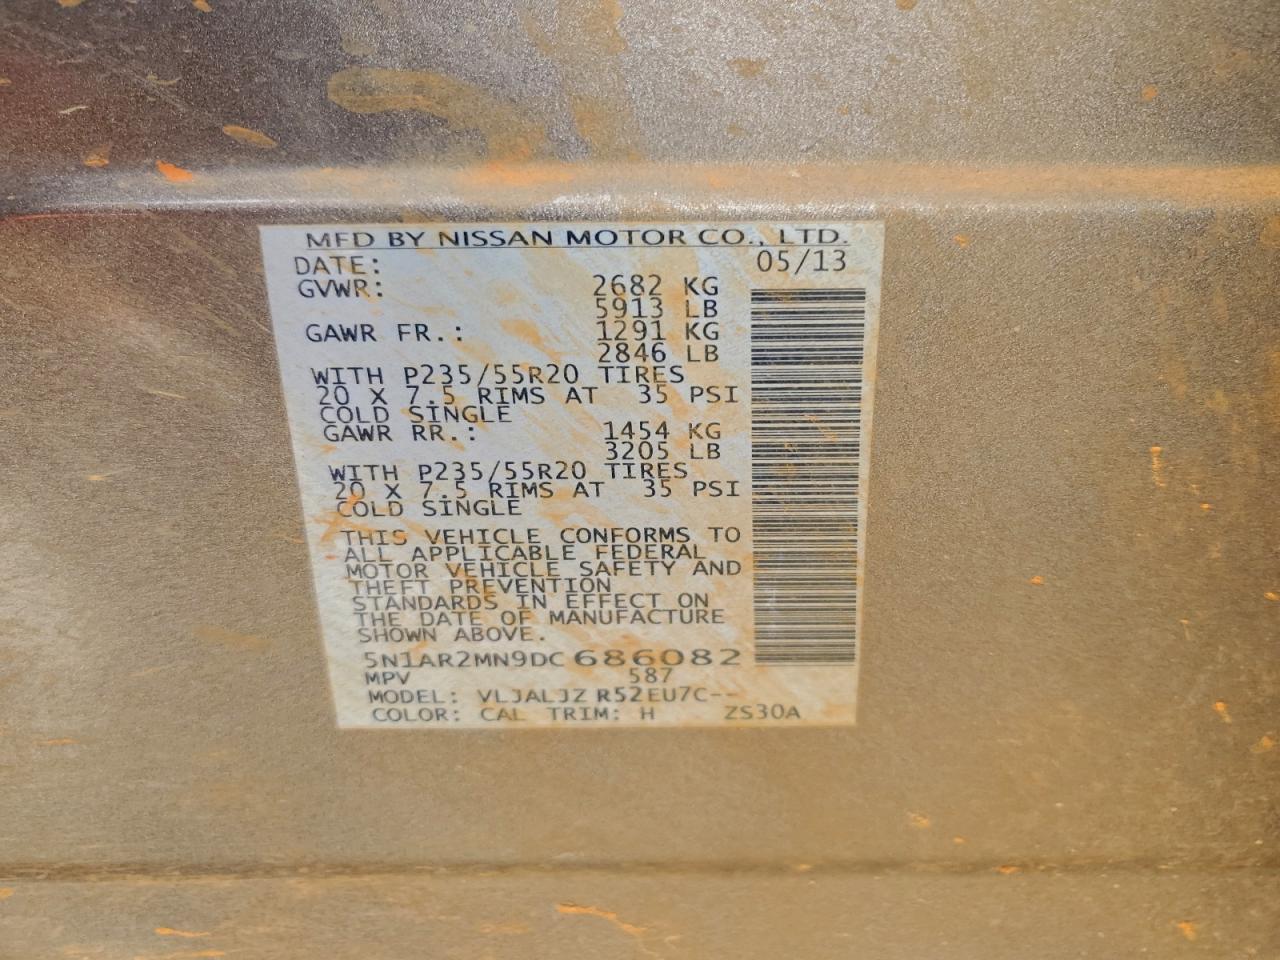 MFD BY NISSAN MOTOR CO., LTD.
DATE: 05/13
GVWR: 2682 KG
5913 LB
GAWR FR.: 1291 KG
2846 LB
WITH P235/55R20 TIRES
20 X 7.5 RIMS AT 35 PSI
COLD SINGLE
GAWR RR.: 1454 KG
3205 LB
WITH P235/55R20 TIRES
20 X 7.5 RIMS AT 35 PSI
COLD SINGLE
THIS VEHICLE CONFORMS TO
ALL APPLICABLE FEDERAL
MOTOR VEHICLE SAFETY AND
THEFT PREVENTION
STANDARDS IN EFFECT ON
THE DATE OF MANUFACTURE
SHOWN ABOVE.
5N1AR2MN9DC 686082
MPV 587
MODEL: VLJALJZ R52EU7C--
COLOR: CAL TRIM: H ZS30A